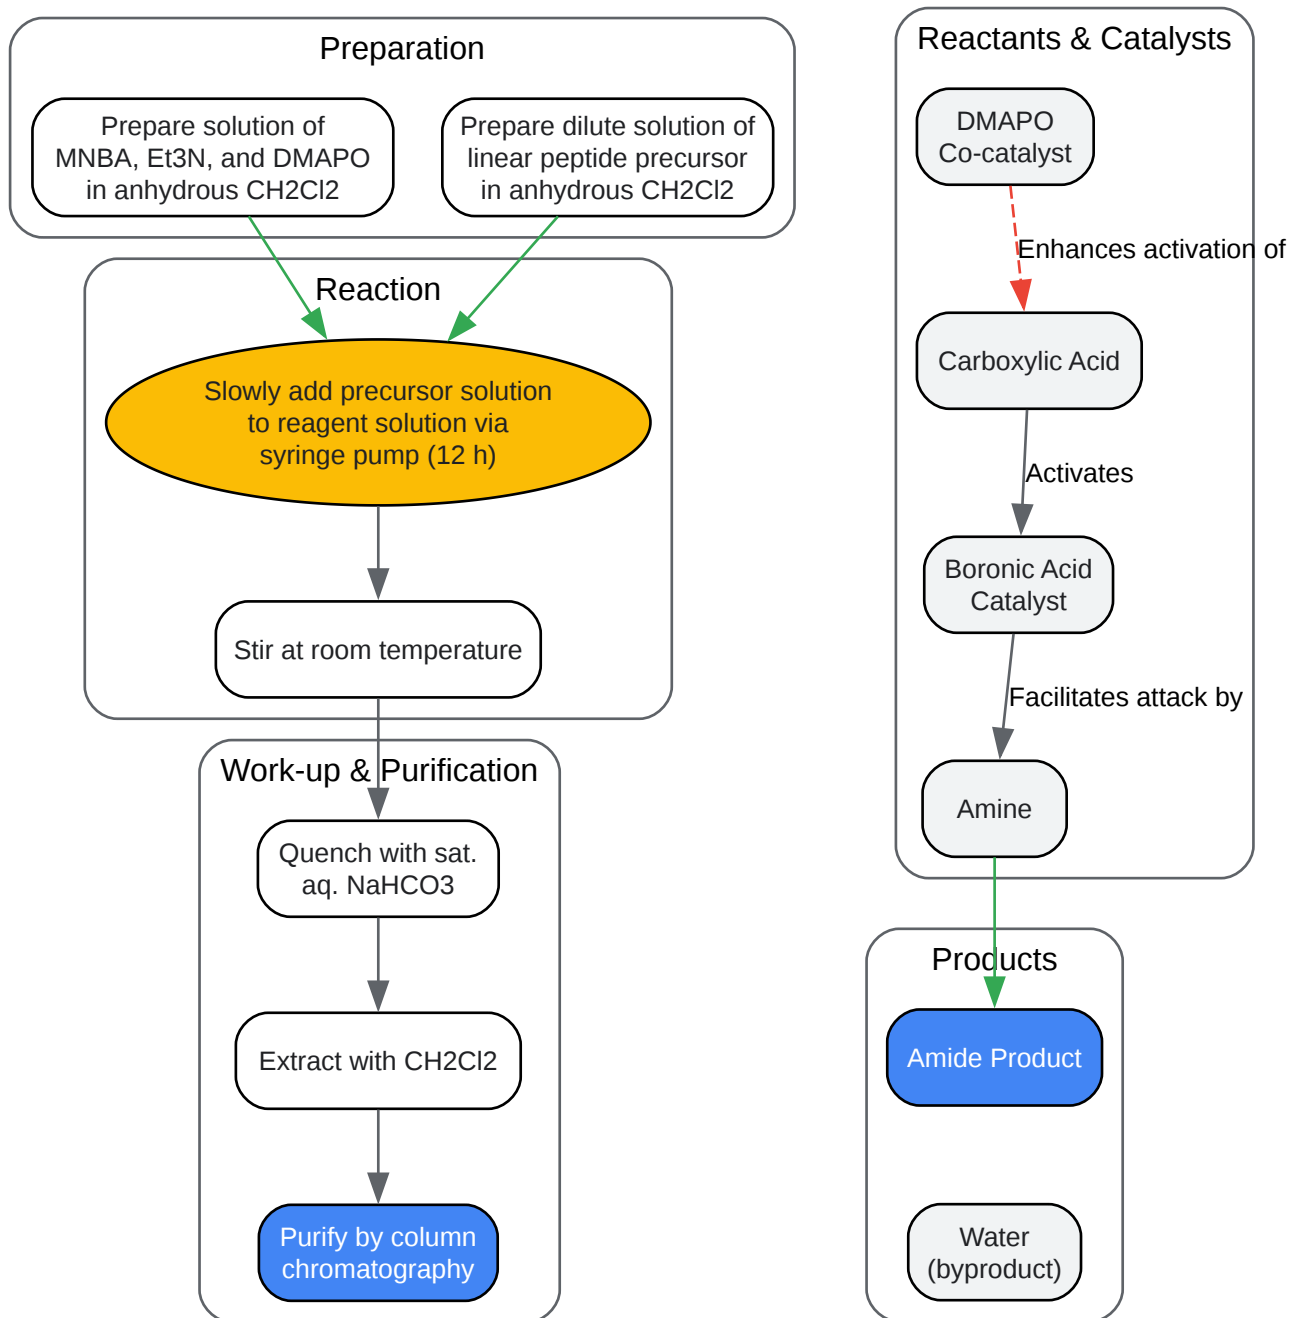 Preparation
Prepare solution of
MNBA, Et3N, and DMAPO
in anhydrous CH2Cl2
Prepare dilute solution of
linear peptide precursor
in anhydrous CH2Cl2
Reaction
Slowly add precursor solution
to reagent solution via
syringe pump (12 h)
Stir at room temperature
Work-up & Purification
Quench with sat.
aq. NaHCO3
Extract with CH2Cl2
Purify by column
chromatography
Reactants & Catalysts
DMAPO
Co-catalyst
Enhances activation of
Carboxylic Acid
Activates
Boronic Acid
Catalyst
Facilitates attack by
Amine
Products
Amide Product
Water
(byproduct)